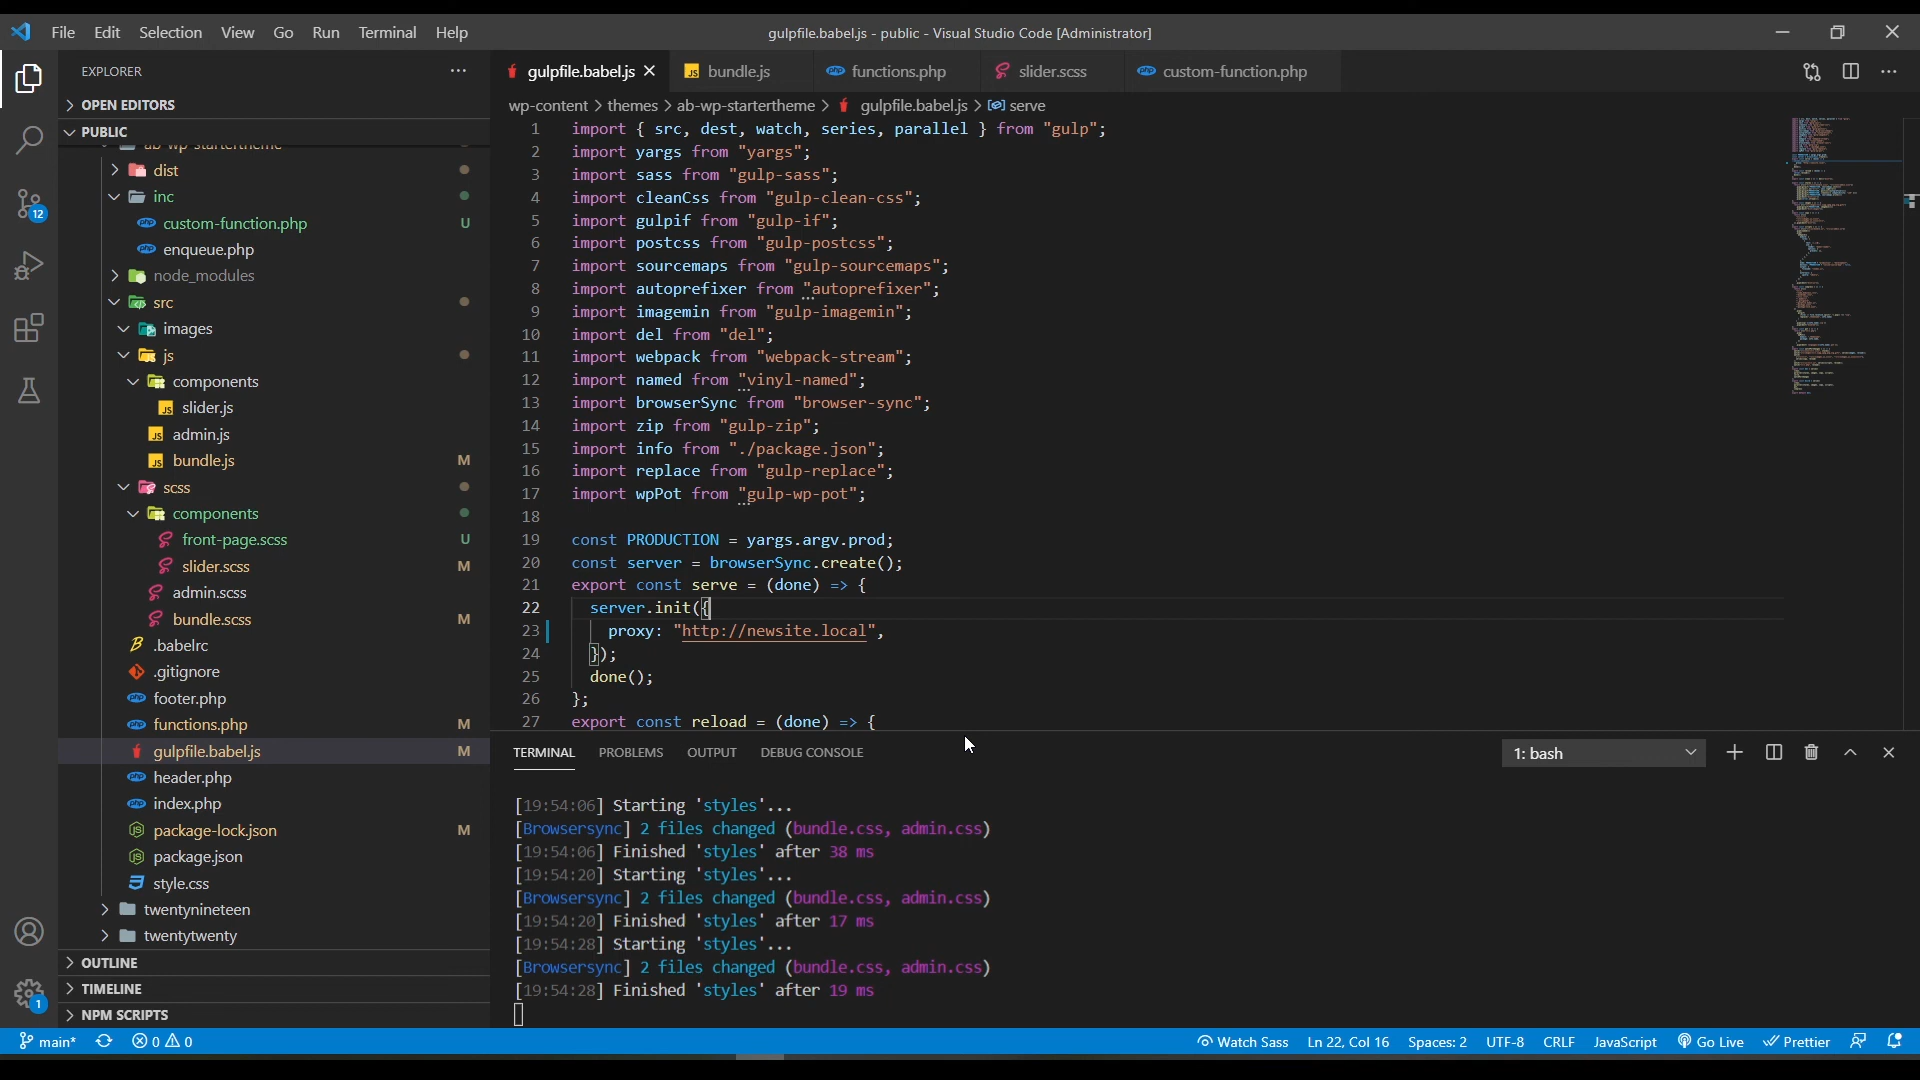 File Edit Selection View Go Run Terminal Help
gulpfile.babel.js - public - Visual Studio Code [Administrator]
EXPLORER
OPEN EDITORS
PUBLIC
ab-wp-startertheme
dist
inc
custom-function.php U
enqueue.php
node_modules
src
images
js
components
slider.js
admin.js
bundle.js M
scss
components
front-page.scss U
slider.scss M
admin.scss
bundle.scss M
.babelrc
.gitignore
footer.php
functions.php M
gulpfile.babel.js M
header.php
index.php
package-lock.json M
package.json
style.css
twentynineteen
twentytwenty
OUTLINE
TIMELINE
NPM SCRIPTS
12
1
gulpfile.babel.js bundle.js functions.php slider.scss custom-function.php
wp-content > themes > ab-wp-startertheme > gulpfile.babel.js > serve
1 import { src, dest, watch, series, parallel } from "gulp";
2 import yargs from "yargs";
3 import sass from "gulp-sass";
4 import cleanCss from "gulp-clean-css";
5 import gulpif from "gulp-if";
6 import postcss from "gulp-postcss";
7 import sourcemaps from "gulp-sourcemaps";
8 import autoprefixer from "autoprefixer";
9 import imagemin from "gulp-imagemin";
10 import del from "del";
11 import webpack from "webpack-stream";
12 import named from "vinyl-named";
13 import browserSync from "browser-sync";
14 import zip from "gulp-zip";
15 import info from "./package.json";
16 import replace from "gulp-replace";
17 import wpPot from "gulp-wp-pot";
18
19 const PRODUCTION = yargs.argv.prod;
20 const server = browserSync.create();
21 export const serve = (done) => {
22 server.init({
23 proxy: "http://newsite.local",
24 });
25 done();
26 };
27 export const reload = (done) => {
TERMINAL PROBLEMS OUTPUT DEBUG CONSOLE
1: bash
[19:54:06] Starting 'styles'...
[Browsersync] 2 files changed (bundle.css, admin.css)
[19:54:06] Finished 'styles' after 38 ms
[19:54:20] Starting 'styles'...
[Browsersync] 2 files changed (bundle.css, admin.css)
[19:54:20] Finished 'styles' after 17 ms
[19:54:28] Starting 'styles'...
[Browsersync] 2 files changed (bundle.css, admin.css)
[19:54:28] Finished 'styles' after 19 ms
main* 0 0 Watch Sass Ln 22, Col 16 Spaces: 2 UTF-8 CRLF JavaScript Go Live Prettier